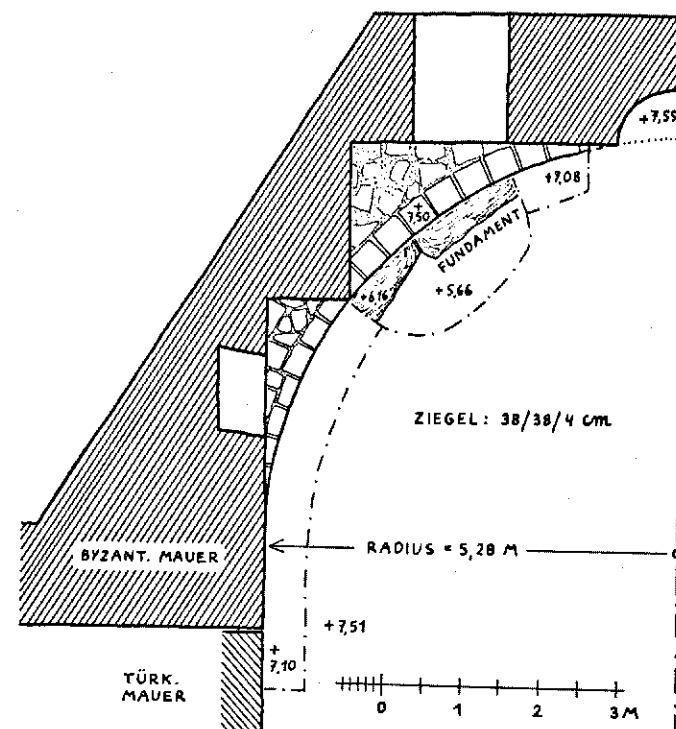 +7,55
+7,08
+
7,50
FUNDAMENT
+6,16
+5,66
ZIEGEL: 38/38/4 cm
BYZANT. MAUER
RADIUS = 5,28 M
+7,51
+
7,10
TÜRK.
MAUER
0 1 2 3 M